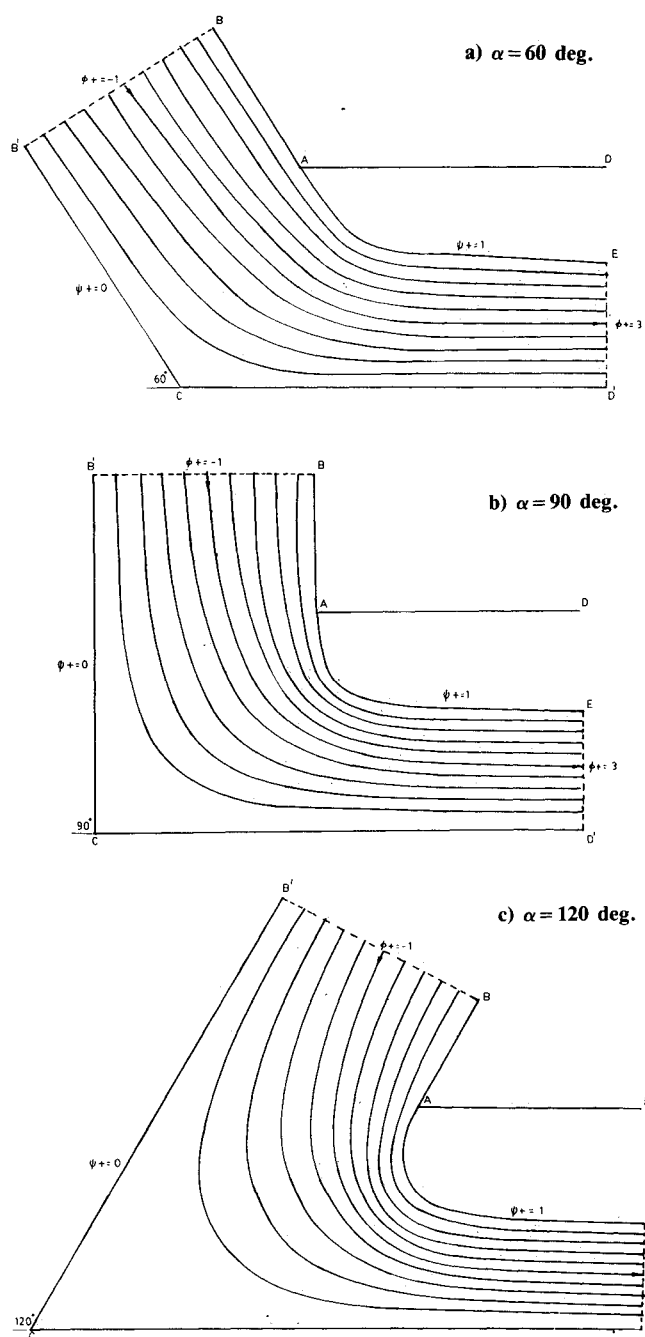 B
a) α = 60 deg.
ϕ+=-1
B'
A
D
ψ+=1
E
ψ+=0
ϕ+=3
60°
C
D'
B'
ϕ+=-1
B
b) α = 90 deg.
A
D
ϕ+=0
ψ+=1
E
ϕ+=3
90°
C
D'
B'
c) α = 120 deg.
ϕ+=-1
B
A
ψ+=0
ψ+=1
120°